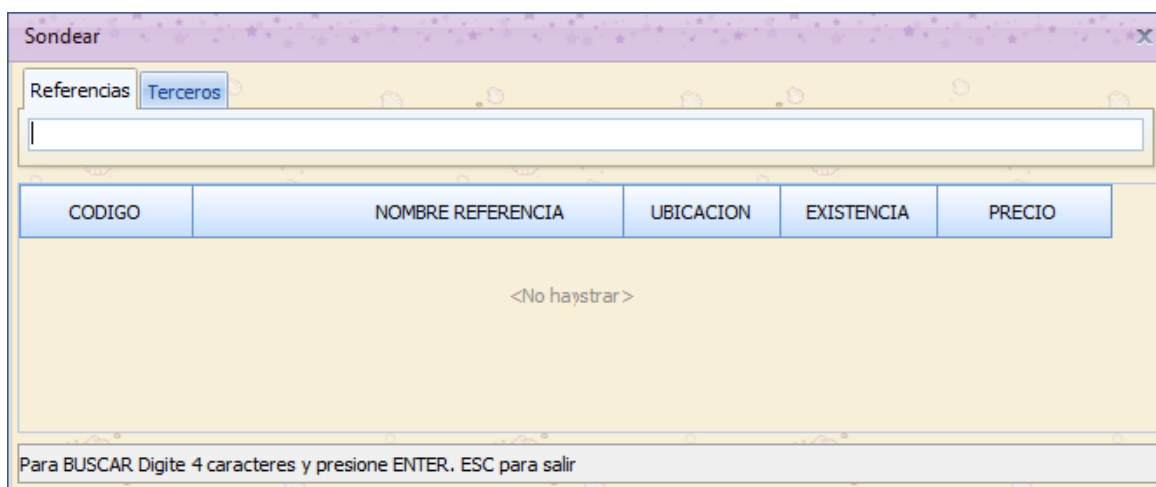 Sondear
Referencias Terceros
CODIGO NOMBRE REFERENCIA UBICACION EXISTENCIA PRECIO
<No hay
Para BUSCAR Digite 4 caracteres y presione ENTER. ESC para salir